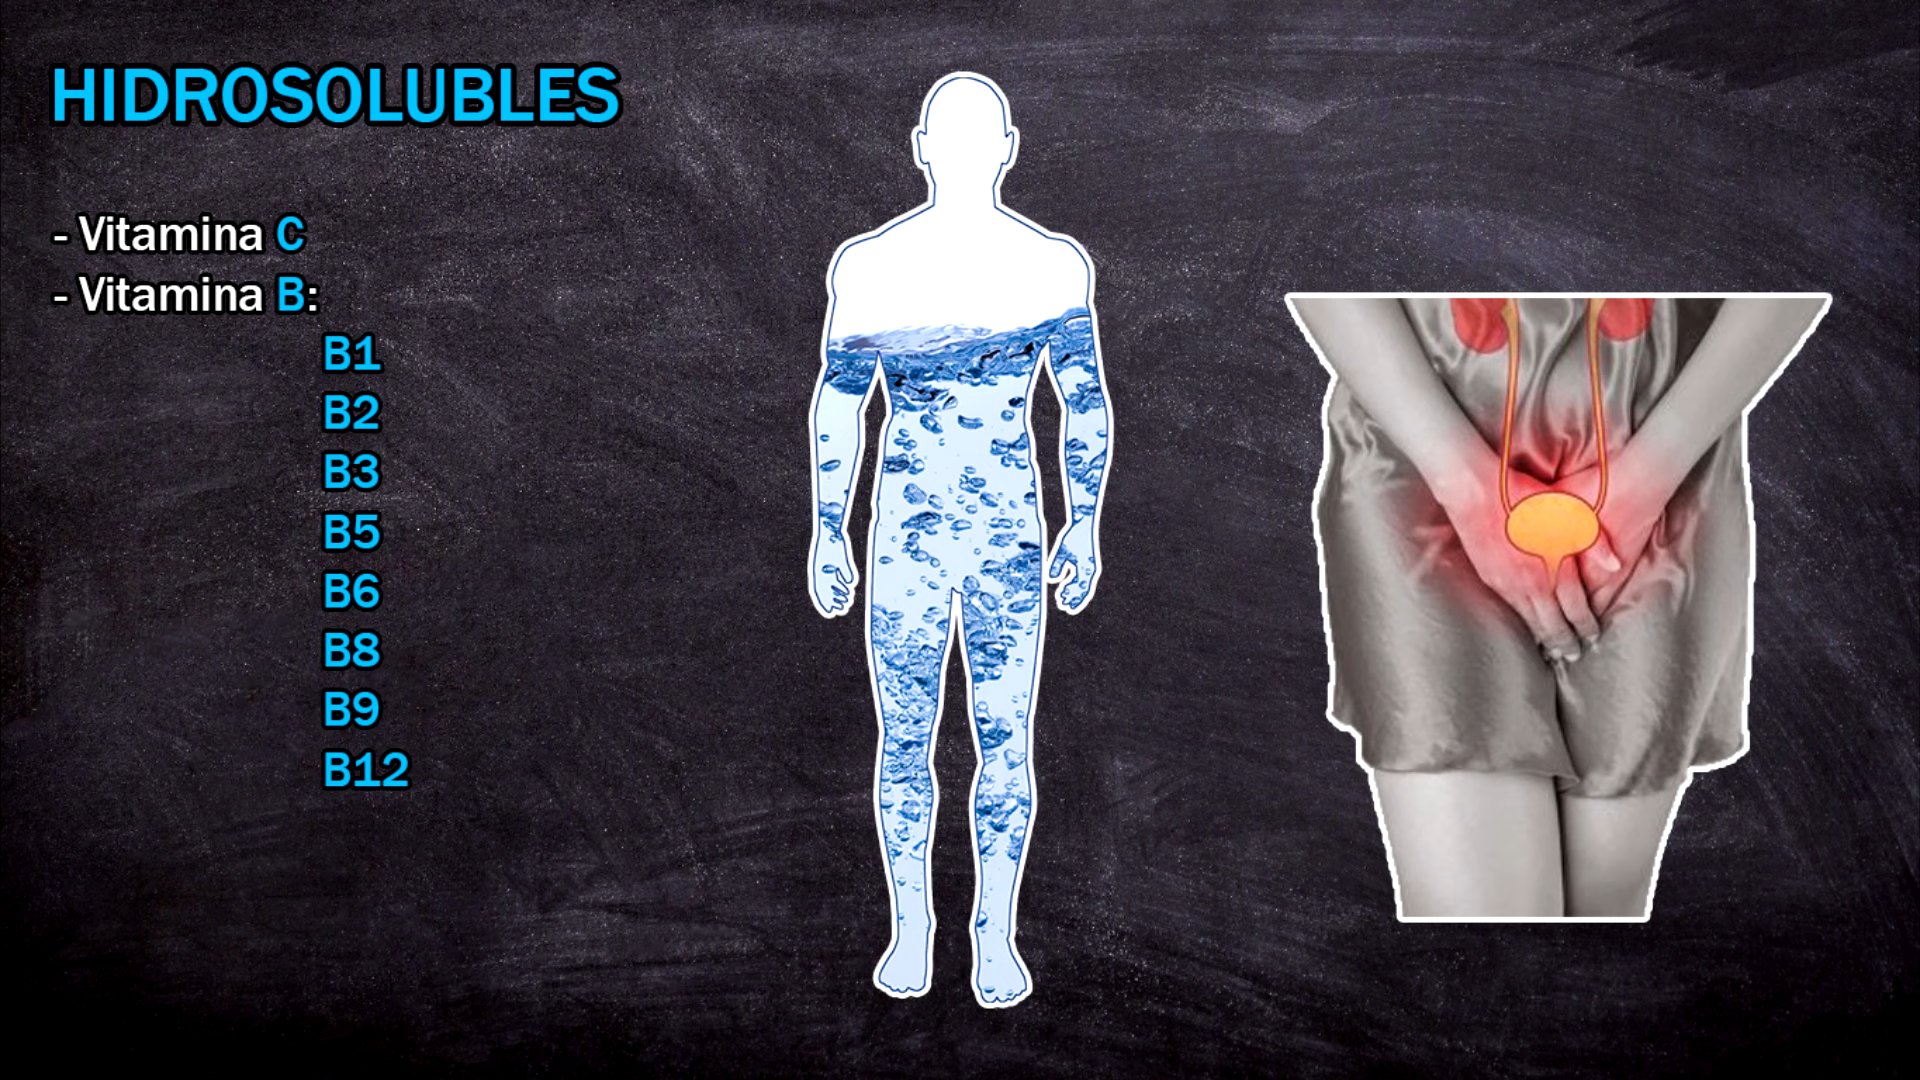 HIDROSOLUBLES
- Vitamina C
- Vitamina B:
B1
B2
B3
B5
B6
B8
B9
B12